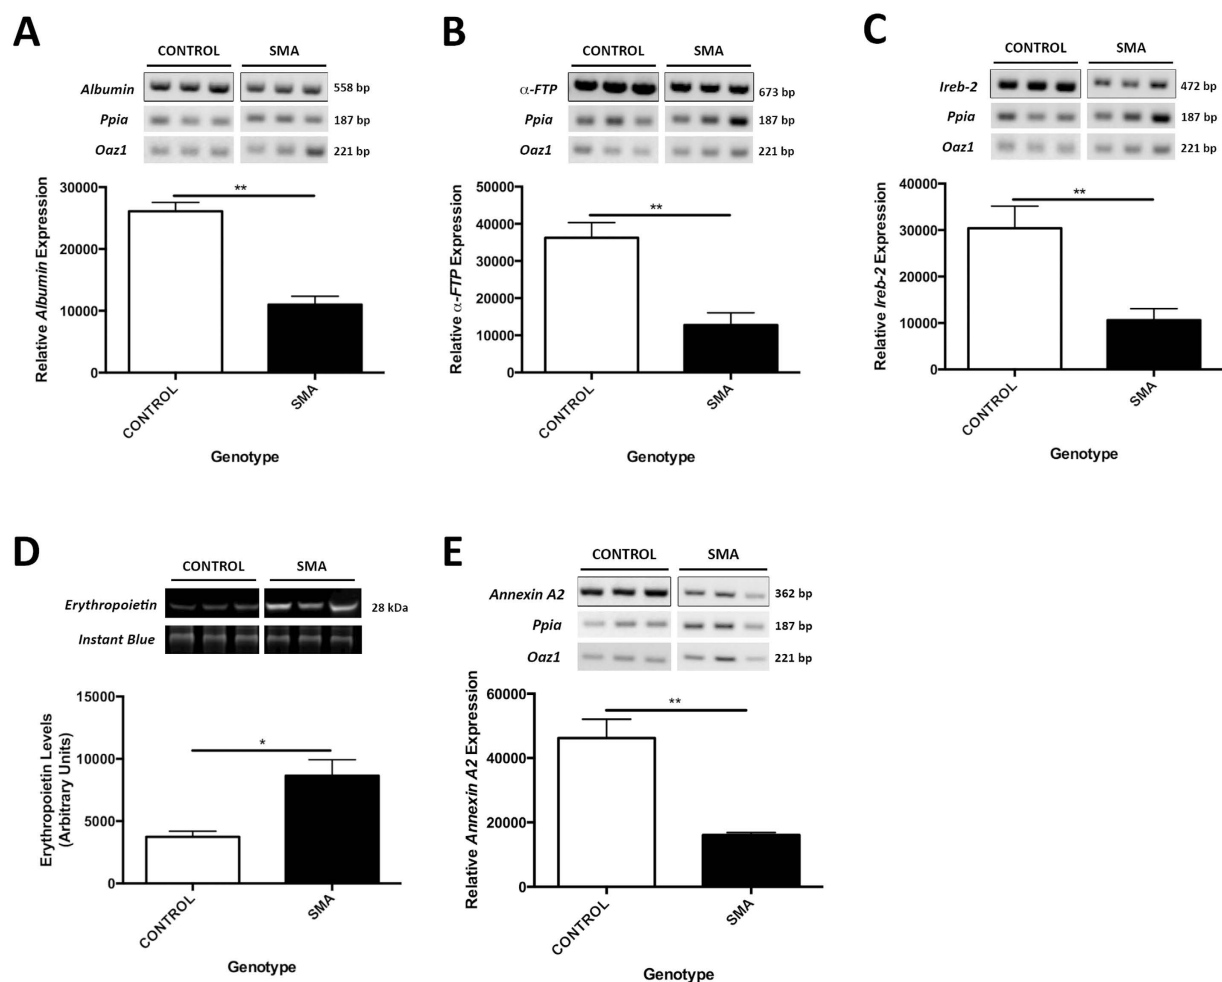 A
CONTROL SMA
Albumin 558 bp
Ppia 187 bp
Oaz1 221 bp
Relative Albumin Expression
30000
20000
10000
0
**
CONTROL
SMA
Genotype
B
CONTROL SMA
α-FTP 673 bp
Ppia 187 bp
Oaz1 221 bp
Relative α-FTP Expression
50000
40000
30000
20000
10000
0
**
CONTROL
SMA
Genotype
C
CONTROL SMA
Ireb-2 472 bp
Ppia 187 bp
Oaz1 221 bp
Relative Ireb-2 Expression
40000
30000
20000
10000
0
**
CONTROL
SMA
Genotype
D
CONTROL SMA
Erythropoietin 28 kDa
Instant Blue
Erythropoietin Levels
(Arbitrary Units)
15000
10000
5000
0
*
CONTROL
SMA
Genotype
E
CONTROL SMA
Annexin A2 362 bp
Ppia 187 bp
Oaz1 221 bp
Relative Annexin A2 Expression
60000
40000
20000
0
**
CONTROL
SMA
Genotype